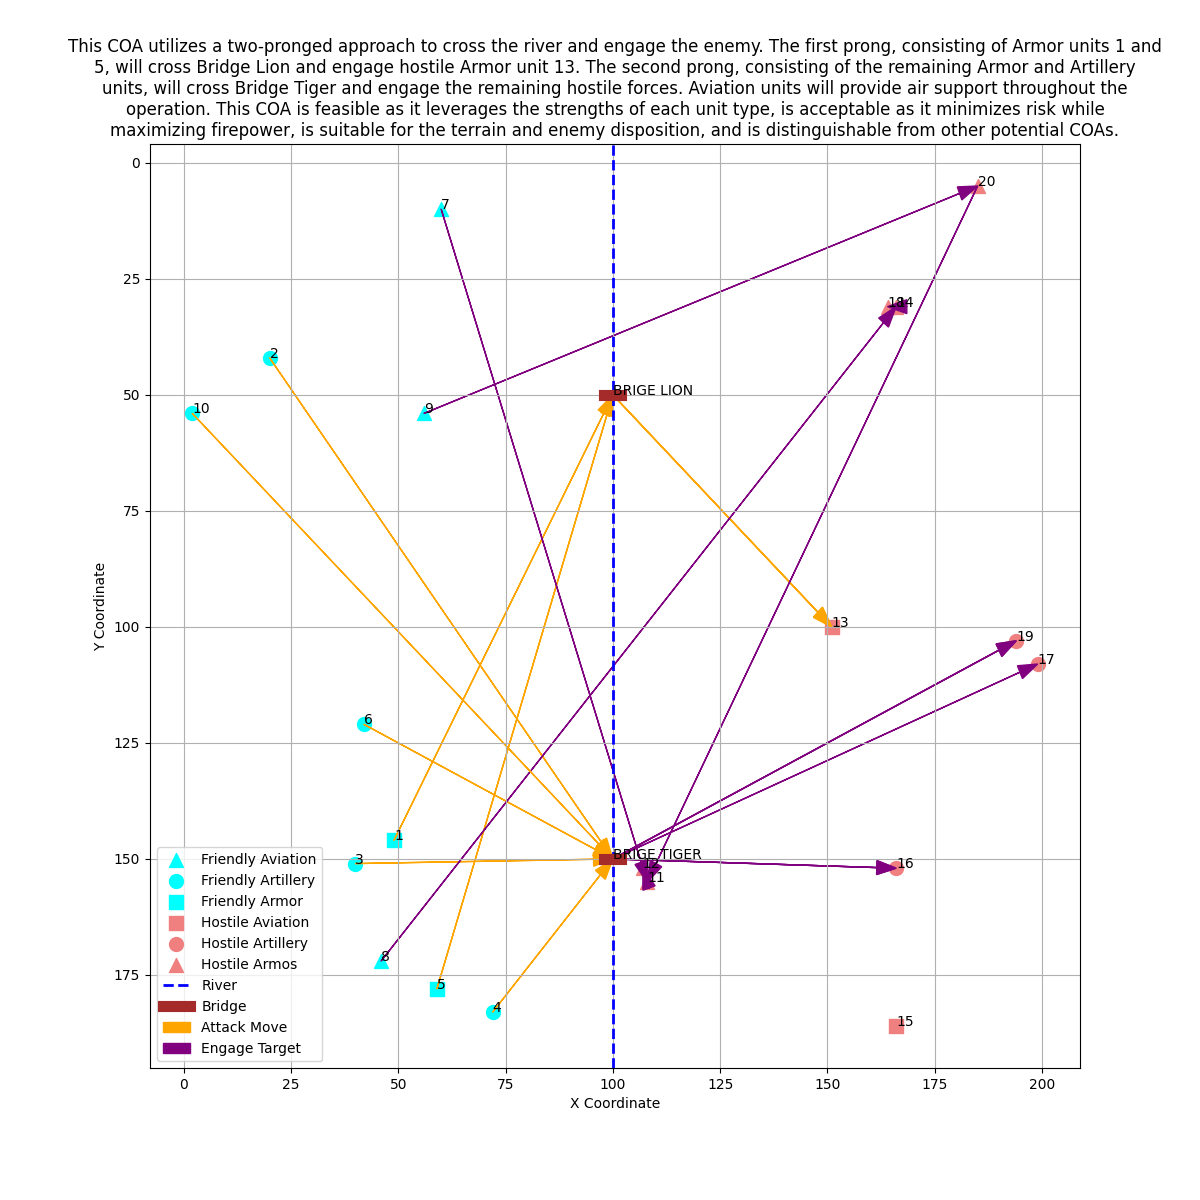 This COA utilizes a two-pronged approach to cross the river and engage the enemy. The first prong, consisting of Armor units 1 and
5, will cross Bridge Lion and engage hostile Armor unit 13. The second prong, consisting of the remaining Armor and Artillery
units, will cross Bridge Tiger and engage the remaining hostile forces. Aviation units will provide air support throughout the
operation. This COA is feasible as it leverages the strengths of each unit type, is acceptable as it minimizes risk while
maximizing firepower, is suitable for the terrain and enemy disposition, and is distinguishable from other potential COAs.
0
25
50
75
100
125
150
175
Y Coordinate
7
20
14
2
BRIGE LION
10
9
13
19
17
6
1
3
BRIGE TIGER
16
11
8
5
4
15
Friendly Aviation
Friendly Artillery
Friendly Armor
Hostile Aviation
Hostile Artillery
Hostile Armos
River
Bridge
Attack Move
Engage Target
0
25
50
75
100
125
150
175
200
X Coordinate